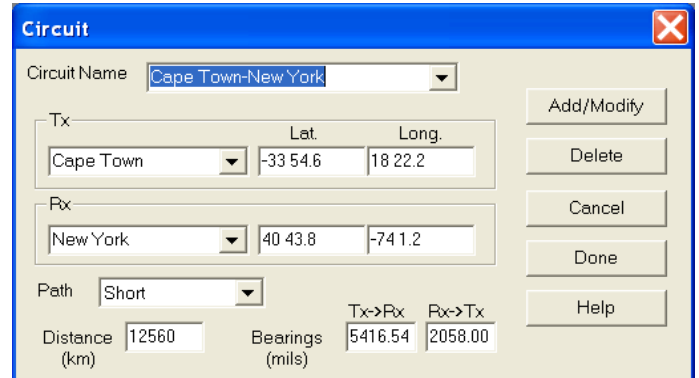 Circuit
Circuit Name Cape Town-New York
Add/Modify
Tx
Lat. Long.
Cape Town -33 54.6 18 22.2
Delete
Rx
Cancel
New York 40 43.8 -74 1.2
Done
Path Short
Help
Tx->Rx Rx->Tx
Distance (km) 12560 Bearings (mils) 5416.54 2058.00